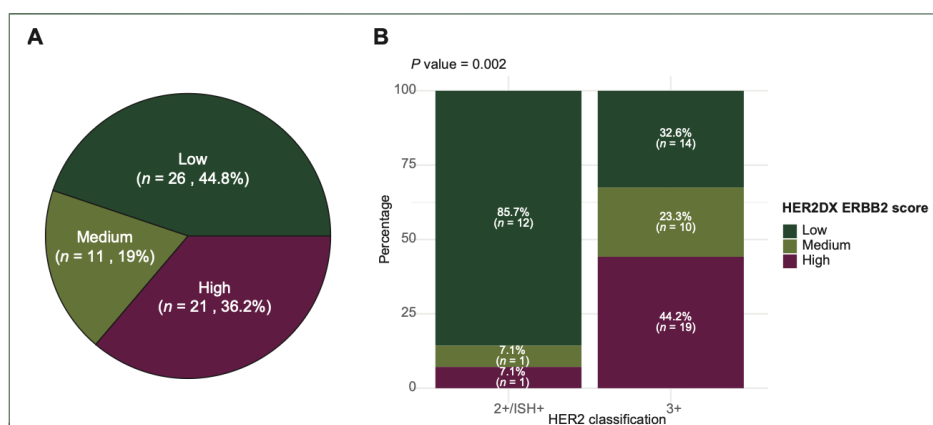 A
Low
(n = 26 , 44.8%)
Medium
(n = 11 , 19%)
High
(n = 21 , 36.2%)
B
P value = 0.002
Percentage
100
75
50
25
0
85.7%
(n = 12)
7.1%
(n = 1)
7.1%
(n = 1)
32.6%
(n = 14)
23.3%
(n = 10)
44.2%
(n = 19)
2+/ISH+
3+
HER2 classification
HER2DX ERBB2 score
Low
Medium
High